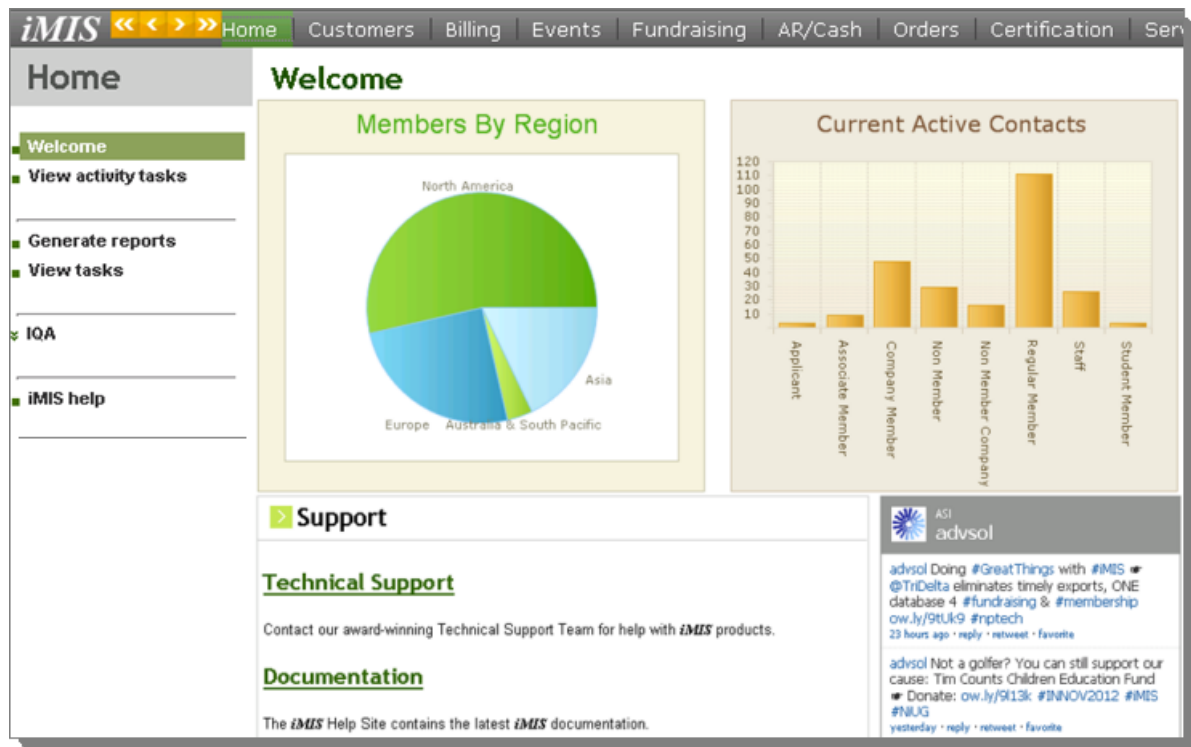 iMIS
Home Customers Billing Events Fundraising AR/Cash Orders Certification Serv
Home
Welcome
View activity tasks
Generate reports
View tasks
IQA
iMIS help
Welcome
Members By Region
North America
Asia
Europe
Australia & South Pacific
Current Active Contacts
120
110
100
90
80
70
60
50
40
30
20
10
Applicant
Associate Member
Company Member
Non Member
Non Member Company
Regular Member
Staff
Student Member
Support
Technical Support
Contact our award-winning Technical Support Team for help with iMIS products.
Documentation
The iMIS Help Site contains the latest iMIS documentation.
ASI
advsol
advsol Doing #GreatThings with #iMIS ☛
@TriDelta eliminates timely exports, ONE
database 4 #fundraising & #membership
ow.ly/9tUk9 #nptech
23 hours ago · reply · retweet · favorite
advsol Not a golfer? You can still support our
cause: Tim Counts Children Education Fund
☛ Donate: ow.ly/9l13k #INNOV2012 #iMIS
#NiUG
yesterday · reply · retweet · favorite